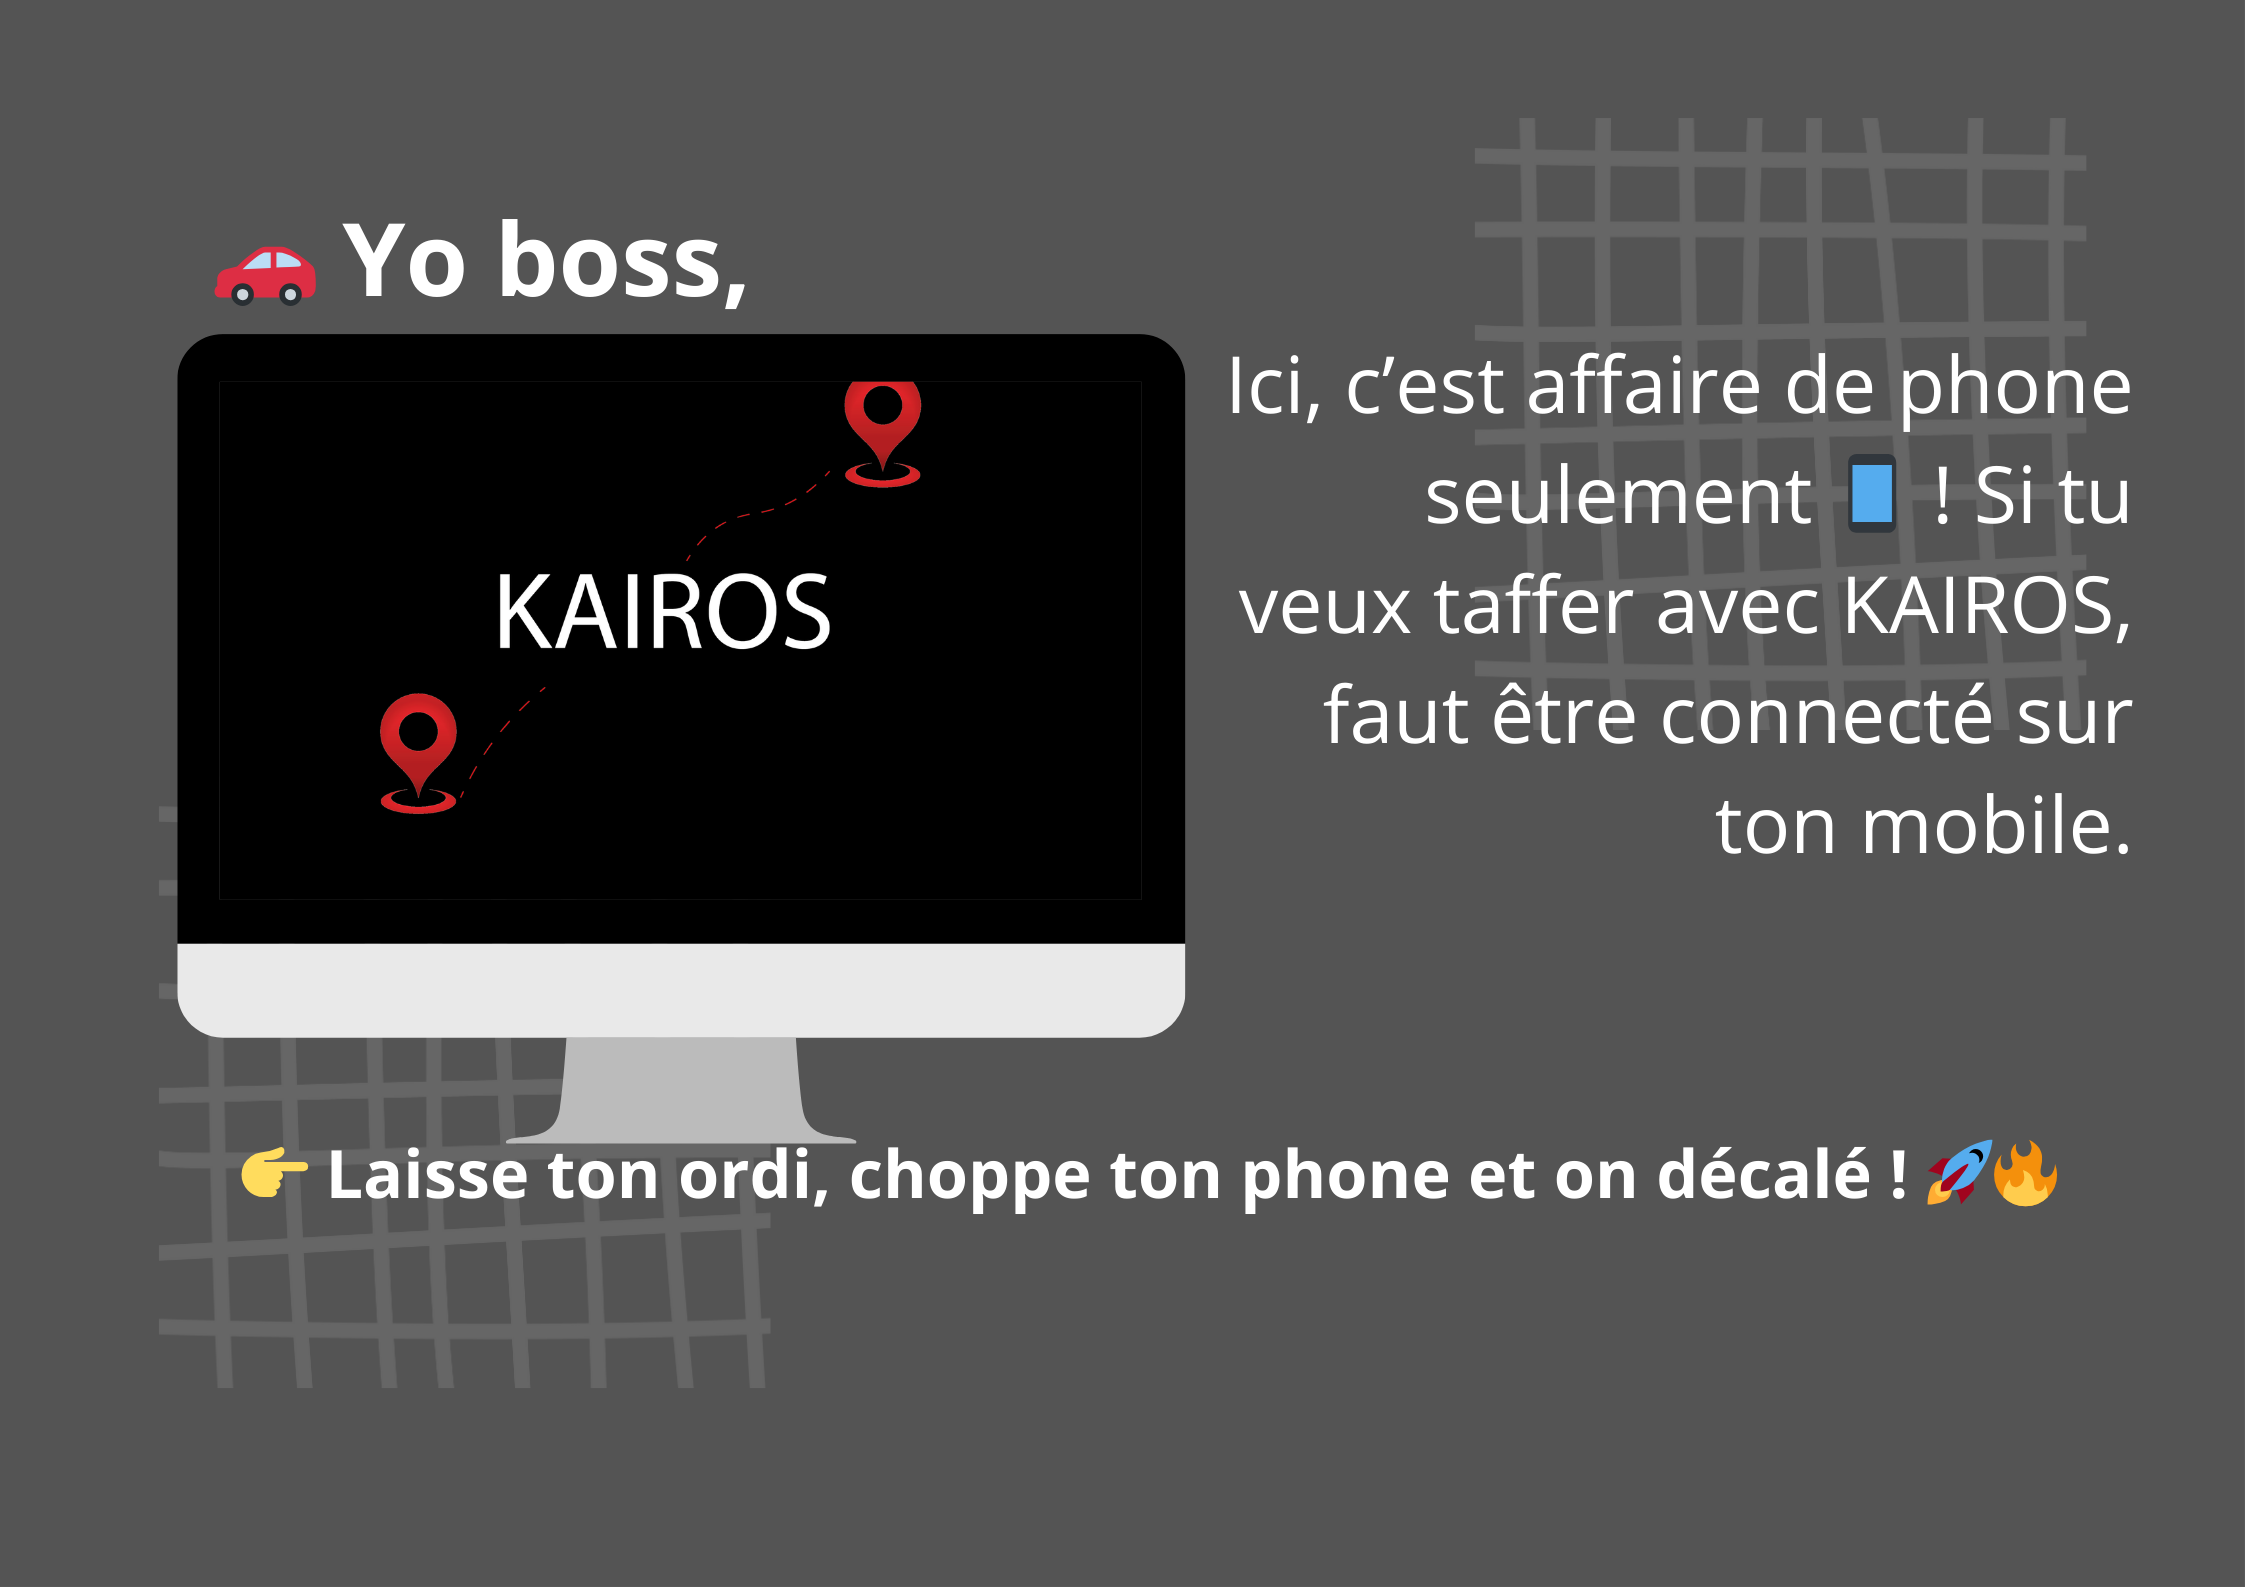 🚗 Yo boss,
KAIROS
Ici, c’est affaire de phone
seulement 📱 ! Si tu
veux taffer avec KAIROS,
faut être connecté sur
ton mobile.
👉 Laisse ton ordi, choppe ton phone et on décalé ! 🚀🔥